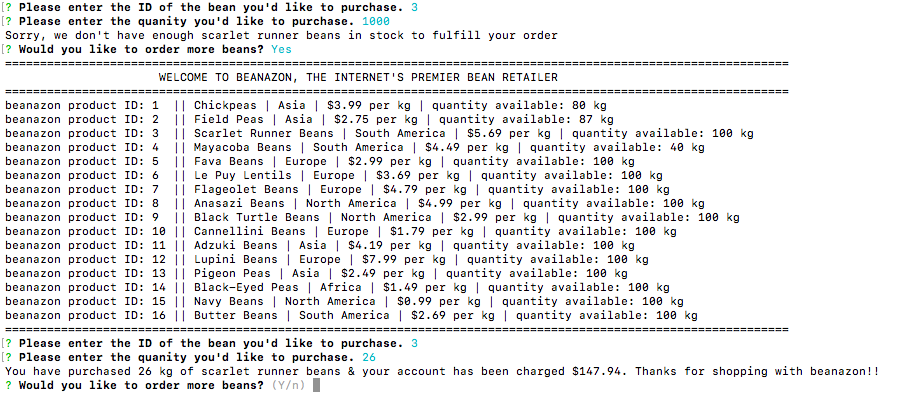 [? Please enter the ID of the bean you'd like to purchase. 3
[? Please enter the quanity you'd like to purchase. 1000
Sorry, we don't have enough scarlet runner beans in stock to fulfill your order
[? Would you like to order more beans? Yes
================================================================================================================
WELCOME TO BEANAZON, THE INTERNET'S PREMIER BEAN RETAILER
================================================================================================================
beanazon product ID: 1 || Chickpeas | Asia | $3.99 per kg | quantity available: 80 kg
beanazon product ID: 2 || Field Peas | Asia | $2.75 per kg | quantity available: 87 kg
beanazon product ID: 3 || Scarlet Runner Beans | South America | $5.69 per kg | quantity available: 100 kg
beanazon product ID: 4 || Mayacoba Beans | South America | $4.49 per kg | quantity available: 40 kg
beanazon product ID: 5 || Fava Beans | Europe | $2.99 per kg | quantity available: 100 kg
beanazon product ID: 6 || Le Puy Lentils | Europe | $3.69 per kg | quantity available: 100 kg
beanazon product ID: 7 || Flageolet Beans | Europe | $4.79 per kg | quantity available: 100 kg
beanazon product ID: 8 || Anasazi Beans | North America | $4.99 per kg | quantity available: 100 kg
beanazon product ID: 9 || Black Turtle Beans | North America | $2.99 per kg | quantity available: 100 kg
beanazon product ID: 10 || Cannellini Beans | Europe | $1.79 per kg | quantity available: 100 kg
beanazon product ID: 11 || Adzuki Beans | Asia | $4.19 per kg | quantity available: 100 kg
beanazon product ID: 12 || Lupini Beans | Europe | $7.99 per kg | quantity available: 100 kg
beanazon product ID: 13 || Pigeon Peas | Asia | $2.49 per kg | quantity available: 100 kg
beanazon product ID: 14 || Black-Eyed Peas | Africa | $1.49 per kg | quantity available: 100 kg
beanazon product ID: 15 || Navy Beans | North America | $0.99 per kg | quantity available: 100 kg
beanazon product ID: 16 || Butter Beans | South America | $2.69 per kg | quantity available: 100 kg
================================================================================================================
[? Please enter the ID of the bean you'd like to purchase. 3
[? Please enter the quanity you'd like to purchase. 26
You have purchased 26 kg of scarlet runner beans & your account has been charged $147.94. Thanks for shopping with beanazon!!
? Would you like to order more beans? (Y/n)